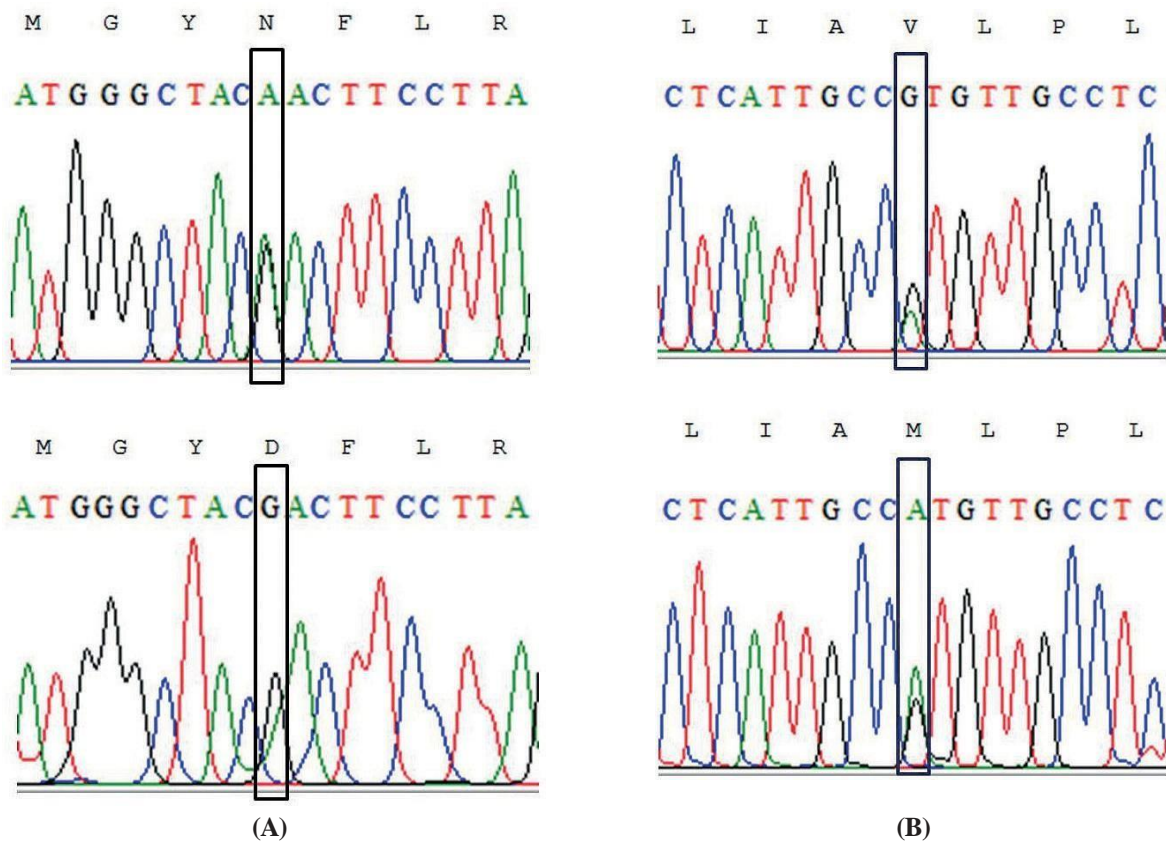 M G Y N F L R
ATGGGCTACAACTTCCTTA
M G Y D F L R
ATGGGCTACGACTTCCTTA
(A)
L I A V L P L
CTCATTGCCGTGTTGCCTC
L I A M L P L
CTCATTGCCATGTTGCCTC
(B)